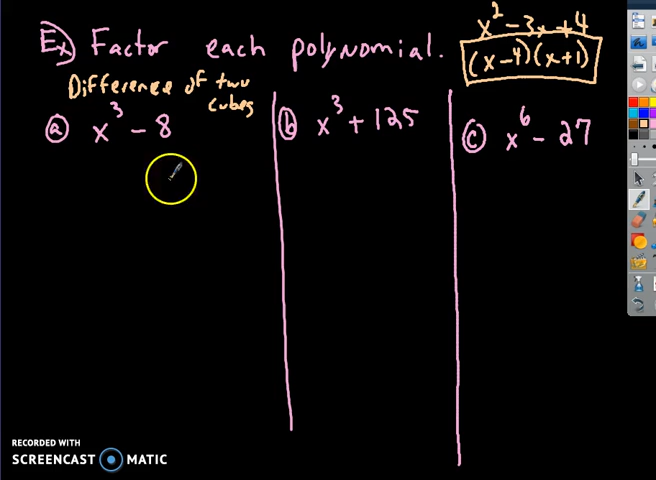 Ex) Factor each polynomial.
x² - 3x + 4
(x-4)(x+1)
Difference of two
cubes
a x³ - 8
b x³ + 125
c x⁶ - 27
RECORDED WITH
SCREENCAST MATIC